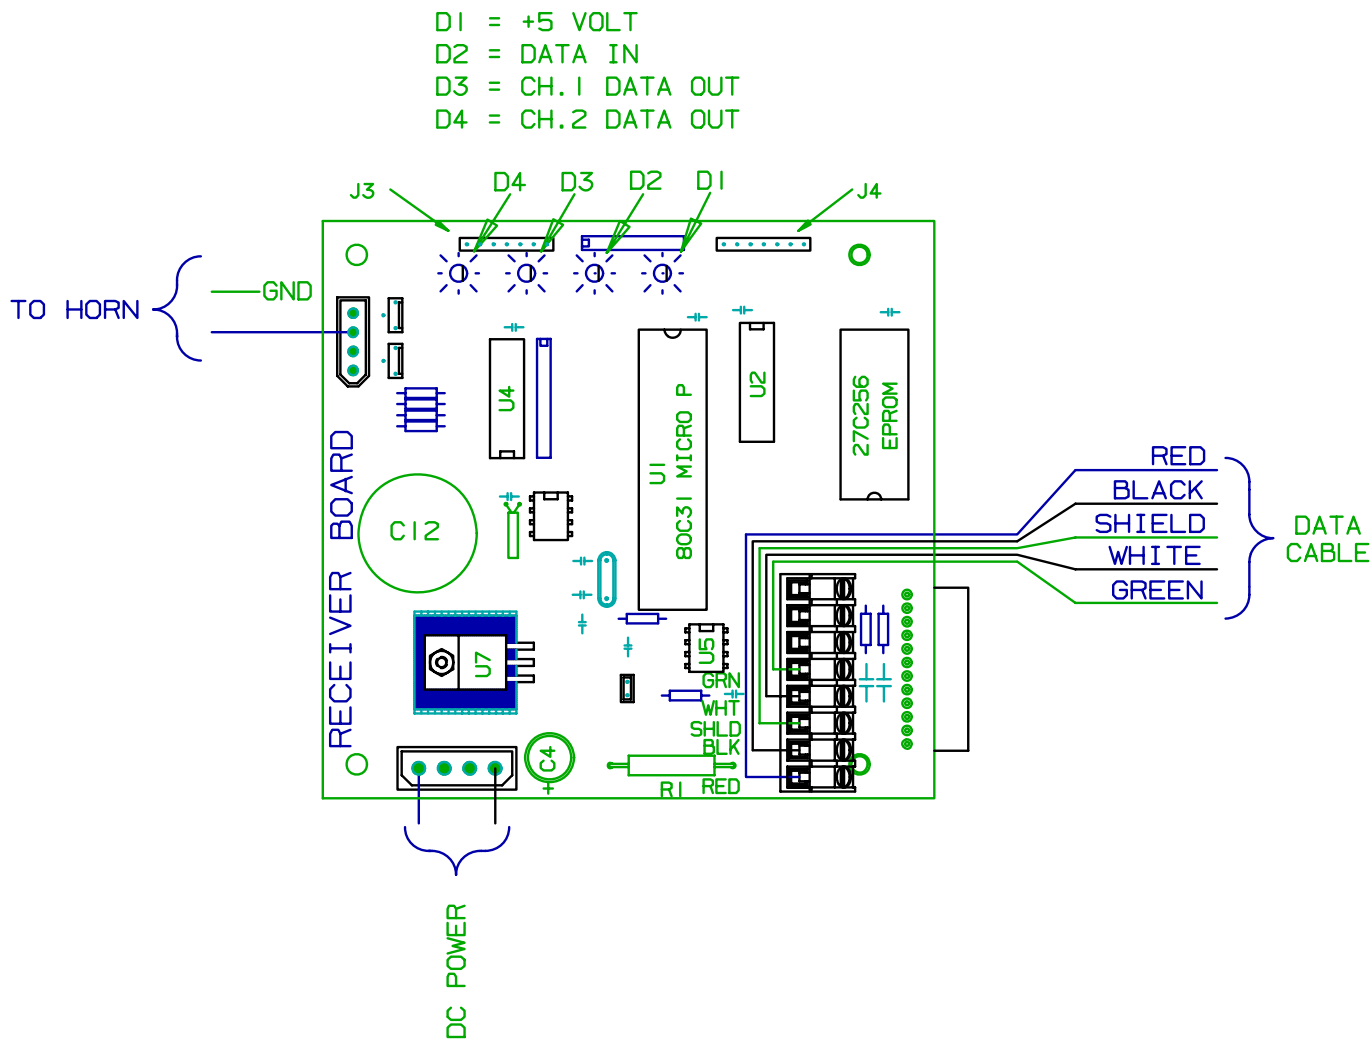 D1 = +5 VOLT
D2 = DATA IN
D3 = CH.1 DATA OUT
D4 = CH.2 DATA OUT
J3
D4
D3
D2
D1
J4
GND
TO HORN
U4
U1
80C31 MICRO P
U2
27C256
EPROM
RECEIVER BOARD
C12
RED
BLACK
SHIELD
WHITE
GREEN
DATA
CABLE
U7
U5
GRN
WHT
SHLD
BLK
RED
C4
+
R1
DC POWER